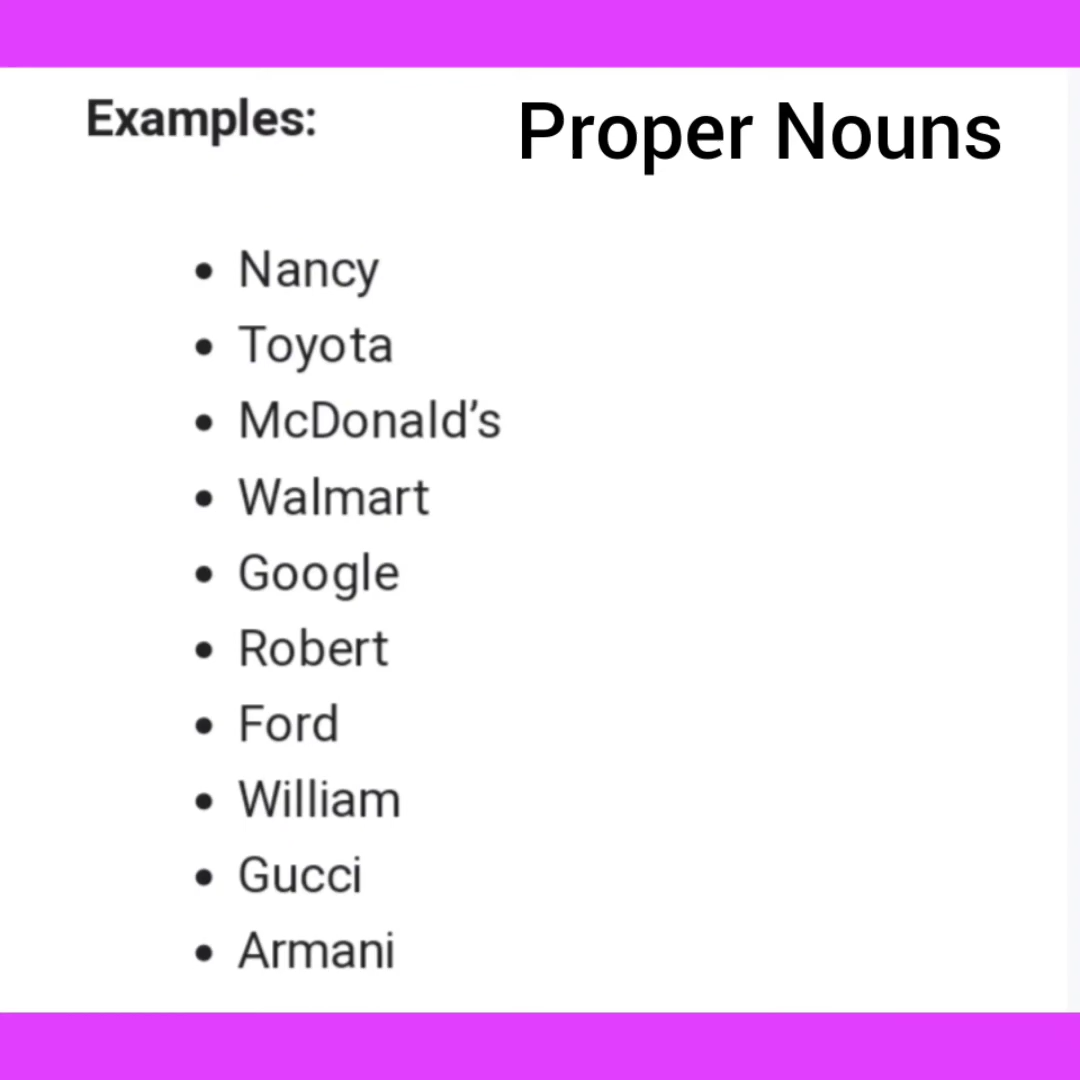 Examples:
Proper Nouns
• Nancy
• Toyota
• McDonald’s
• Walmart
• Google
• Robert
• Ford
• William
• Gucci
• Armani